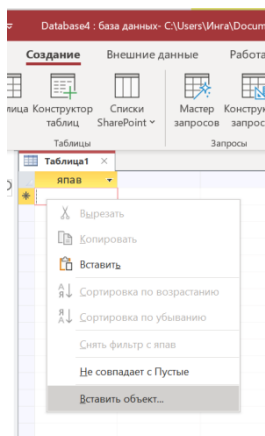 Database4 : база данных- C:\Users\Инга\Docum
Создание Внешние данные Работа
лица Конструктор таблиц Списки SharePoint Мастер запросов Конструк запрос
Таблицы Запросы
Таблица1
япав
Вырезать
Копировать
Вставить
Сортировка по возрастанию
Сортировка по убыванию
Снять фильтр с япав
Не совпадает с Пустые
Вставить объект...